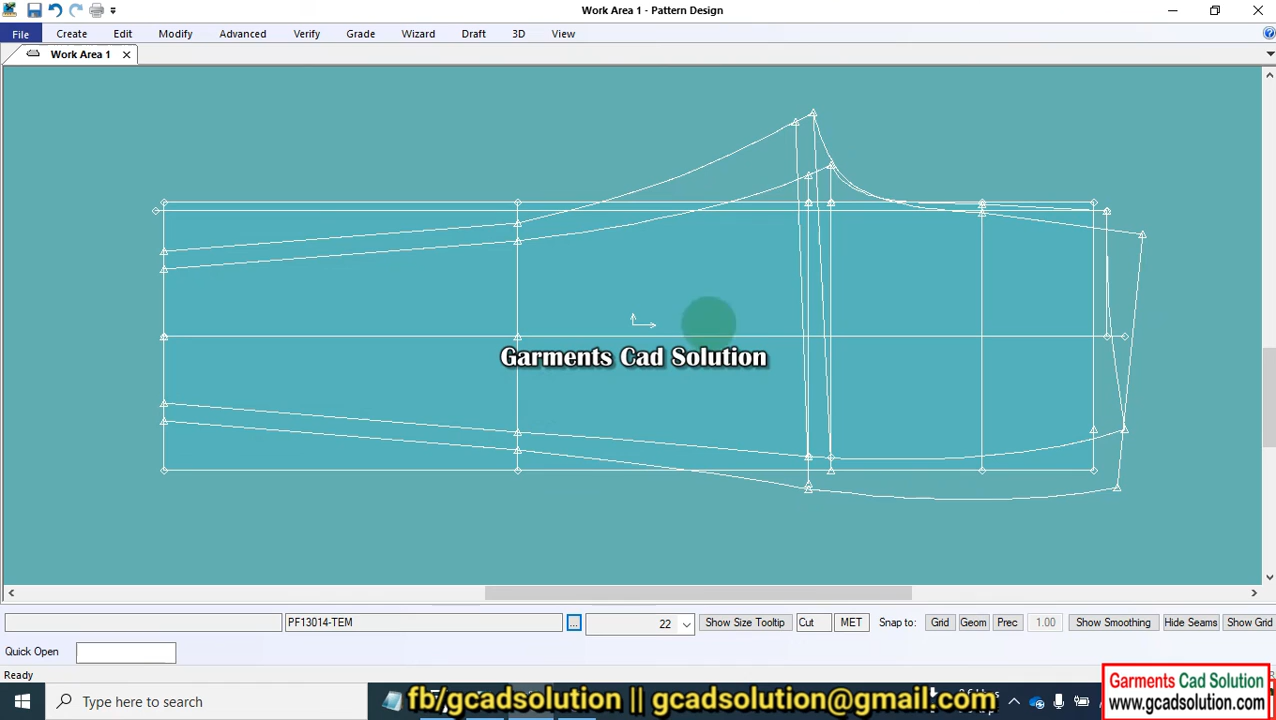 Work Area 1 - Pattern Design
File Create Edit Modify Advanced Verify Grade Wizard Draft 3D View
Work Area 1
Garments Cad Solution
PF13014-TEM ... 22 Show Size Tooltip Cut MET Snap to: Grid Geom Prec 1.00 Show Smoothing Hide Seams Show Grid
Quick Open
Ready
Type here to search
fb/gcadsolution || gcadsolution@gmail.com
Garments Cad Solution
www.gcadsolution.com